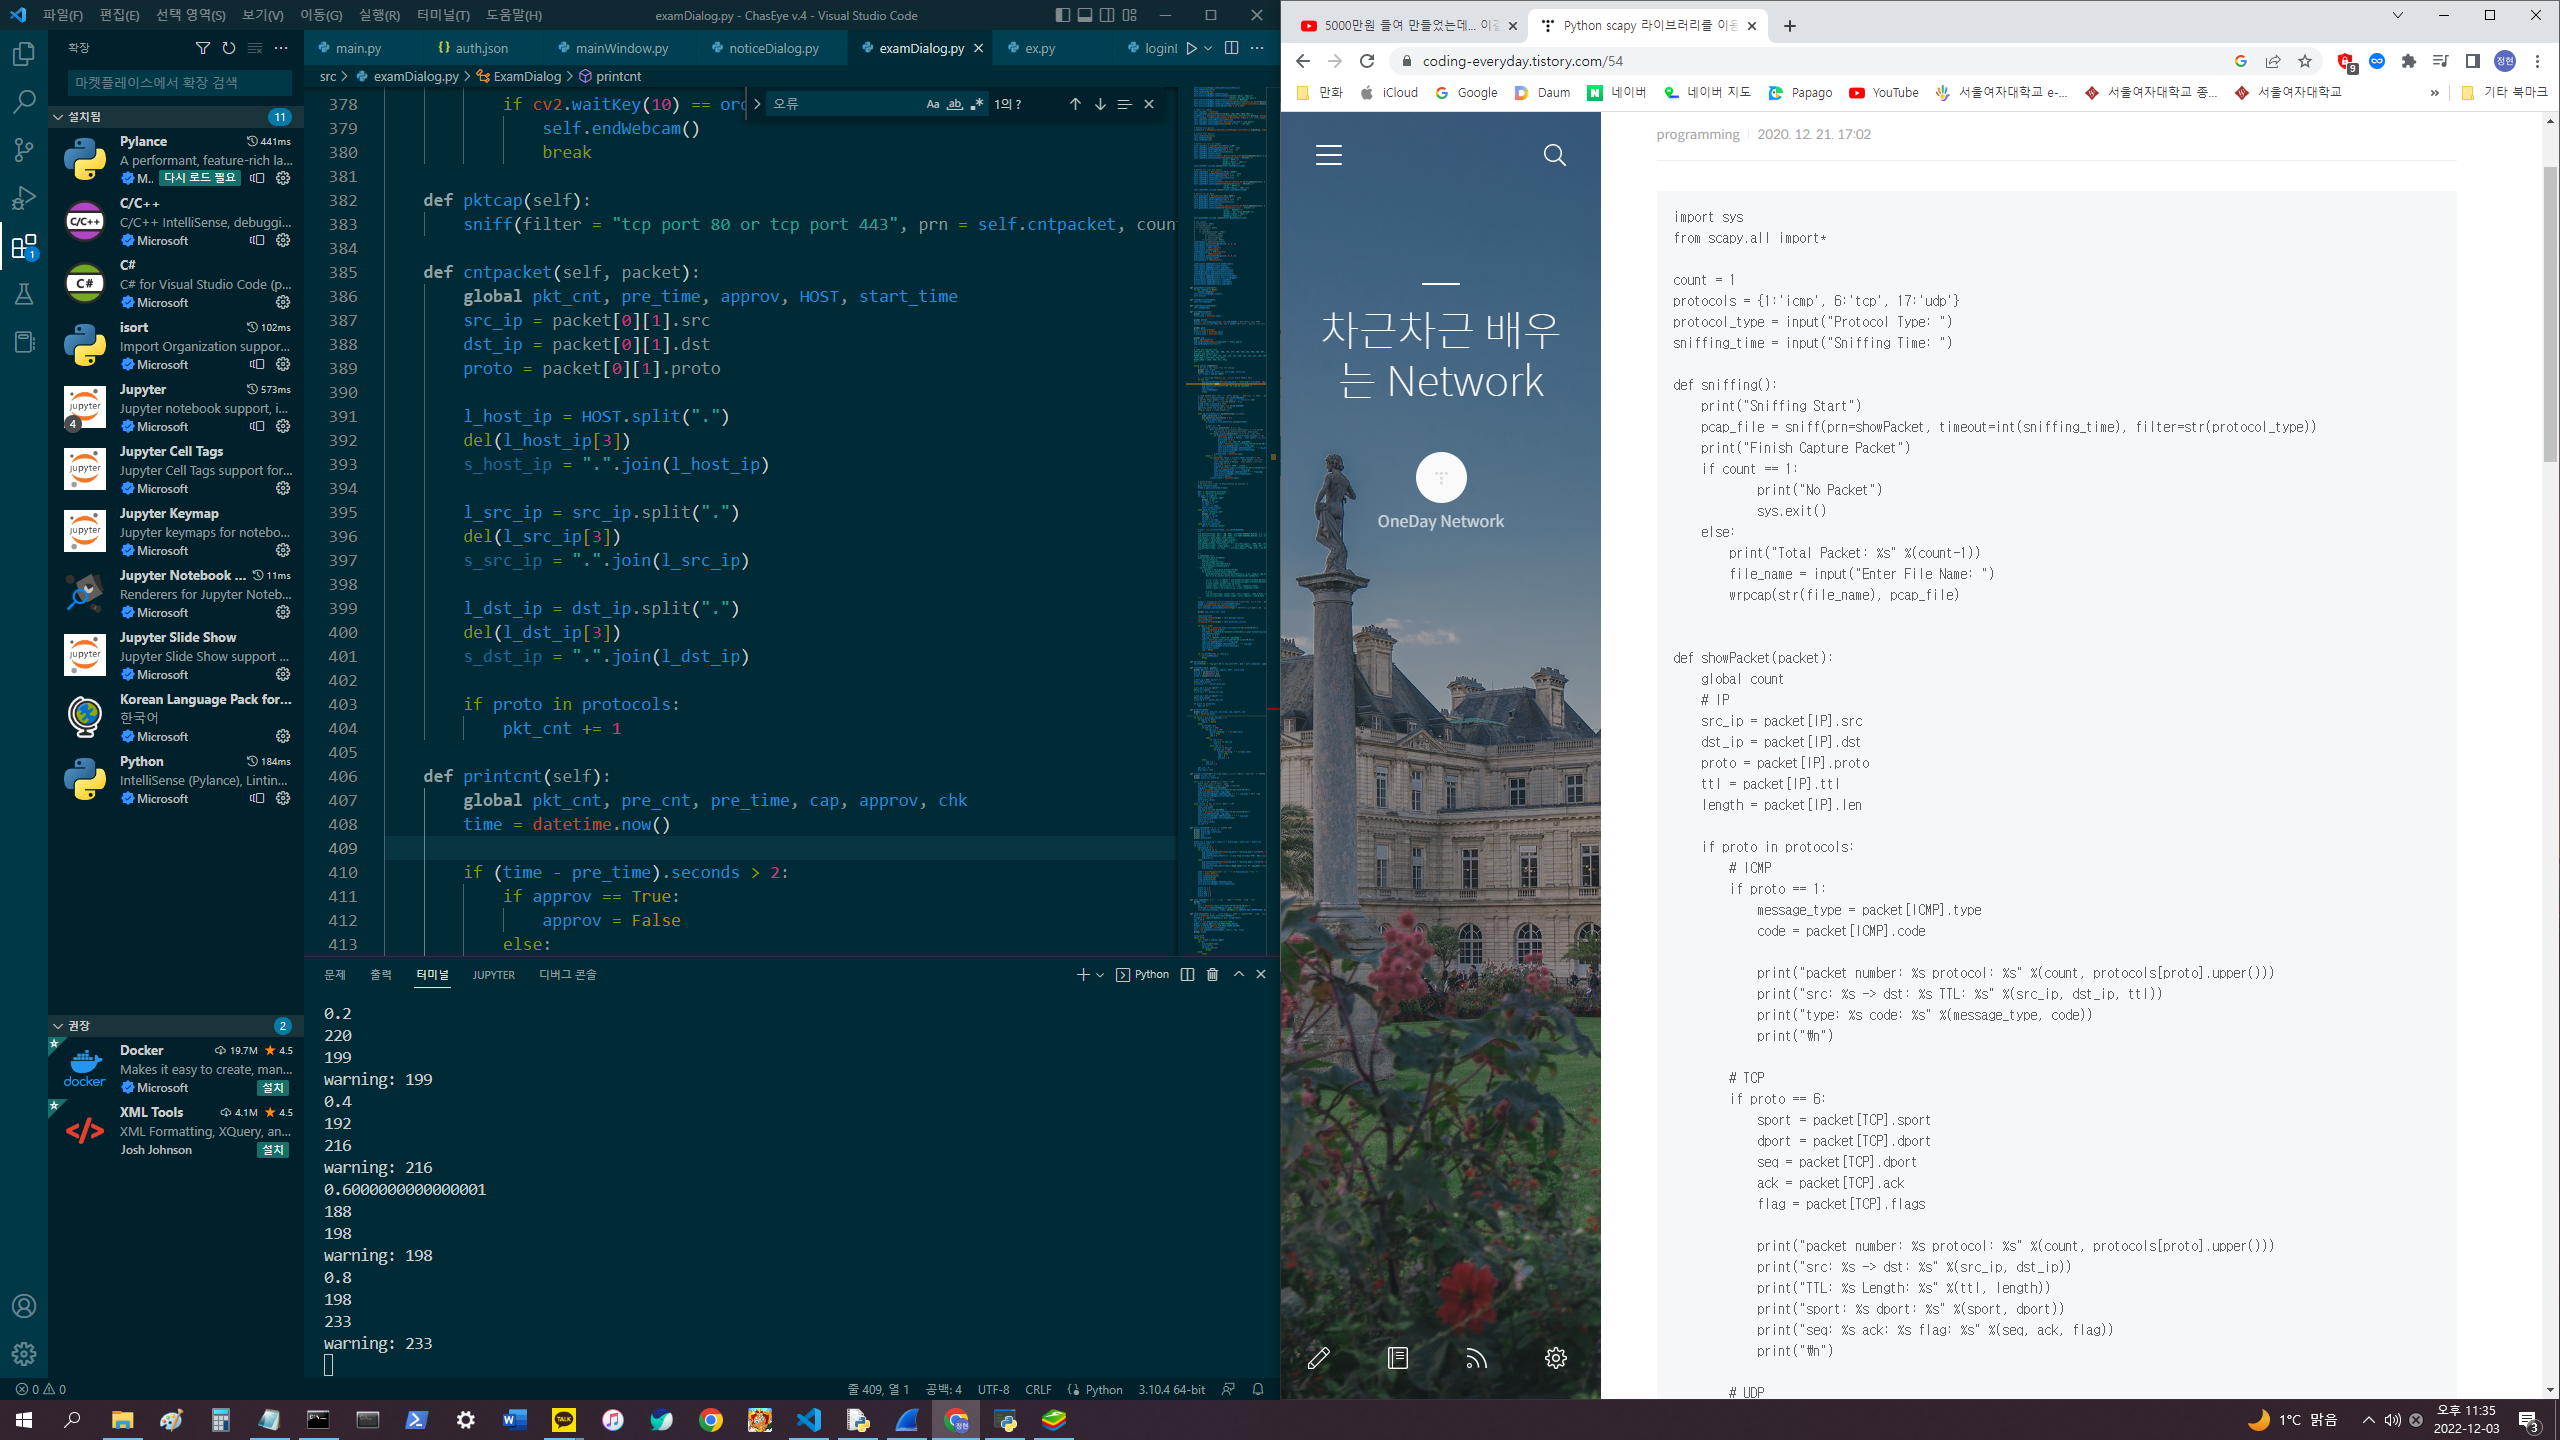 파일(F) 편집(E) 선택 영역(S) 보기(V) 이동(G) 실행(R) 터미널(T) 도움말(H)
examDialog.py - ChasEye v.4 - Visual Studio Code
확장
마켓플레이스에서 확장 검색
설치됨 11
Pylance 441ms
A performant, feature-rich la...
M.. 다시 로드 필요
C/C++
C/C++ IntelliSense, debuggi...
Microsoft
C#
C# for Visual Studio Code (p...
Microsoft
isort 102ms
Import Organization suppor...
Microsoft
Jupyter 573ms
Jupyter notebook support, i...
4 Microsoft
Jupyter Cell Tags
Jupyter Cell Tags support for...
Microsoft
Jupyter Keymap
Jupyter keymaps for notebo...
Microsoft
Jupyter Notebook ... 11ms
Renderers for Jupyter Noteb...
Microsoft
Jupyter Slide Show
Jupyter Slide Show support ...
Microsoft
Korean Language Pack for...
한국어
Microsoft
Python 184ms
IntelliSense (Pylance), Lintin...
Microsoft
권장 2
Docker 19.7M 4.5
Makes it easy to create, man...
Microsoft 설치
XML Tools 4.1M 4.5
XML Formatting, XQuery, an...
Josh Johnson 설치
main.py auth.json mainWindow.py noticeDialog.py examDialog.py ex.py loginI
src > examDialog.py > ExamDialog > printcnt
오류 Aa ab 1의 ?
378 if cv2.waitKey(10) == orc
379 self.endWebcam()
380 break
381
382 def pktcap(self):
383 sniff(filter = "tcp port 80 or tcp port 443", prn = self.cntpacket, coun
384
385 def cntpacket(self, packet):
386 global pkt_cnt, pre_time, approv, HOST, start_time
387 src_ip = packet[0][1].src
388 dst_ip = packet[0][1].dst
389 proto = packet[0][1].proto
390
391 l_host_ip = HOST.split(".")
392 del(l_host_ip[3])
393 s_host_ip = ".".join(l_host_ip)
394
395 l_src_ip = src_ip.split(".")
396 del(l_src_ip[3])
397 s_src_ip = ".".join(l_src_ip)
398
399 l_dst_ip = dst_ip.split(".")
400 del(l_dst_ip[3])
401 s_dst_ip = ".".join(l_dst_ip)
402
403 if proto in protocols:
404 pkt_cnt += 1
405
406 def printcnt(self):
407 global pkt_cnt, pre_cnt, pre_time, cap, approv, chk
408 time = datetime.now()
409
410 if (time - pre_time).seconds > 2:
411 if approv == True:
412 approv = False
413 else:
문제 출력 터미널 JUPYTER 디버그 콘솔
Python
0.2
220
199
warning: 199
0.4
192
216
warning: 216
0.6000000000000001
188
198
warning: 198
0.8
198
233
warning: 233
0 0
줄 409, 열 1 공백: 4 UTF-8 CRLF Python 3.10.4 64-bit
5000만원 들여 만들었는데... 이걸
Python scapy 라이브러리를 이용
coding-everyday.tistory.com/54
9 정현
만화 iCloud Google Daum 네이버 네이버 지도 Papago YouTube 서울여자대학교 e-... 서울여자대학교 종... 서울여자대학교 » 기타 북마크
차근차근 배우
는 Network
OneDay Network
programming 2020. 12. 21. 17:02
import sys
from scapy.all import*
count = 1
protocols = {1:'icmp', 6:'tcp', 17:'udp'}
protocol_type = input("Protocol Type: ")
sniffing_time = input("Sniffing Time: ")
def sniffing():
print("Sniffing Start")
pcap_file = sniff(prn=showPacket, timeout=int(sniffing_time), filter=str(protocol_type))
print("Finish Capture Packet")
if count == 1:
print("No Packet")
sys.exit()
else:
print("Total Packet: %s" %(count-1))
file_name = input("Enter File Name: ")
wrpcap(str(file_name), pcap_file)
def showPacket(packet):
global count
# IP
src_ip = packet[IP].src
dst_ip = packet[IP].dst
proto = packet[IP].proto
ttl = packet[IP].ttl
length = packet[IP].len
if proto in protocols:
# ICMP
if proto == 1:
message_type = packet[ICMP].type
code = packet[ICMP].code
print("packet number: %s protocol: %s" %(count, protocols[proto].upper()))
print("src: %s -> dst: %s TTL: %s" %(src_ip, dst_ip, ttl))
print("type: %s code: %s" %(message_type, code))
print("₩n")
# TCP
if proto == 6:
sport = packet[TCP].sport
dport = packet[TCP].dport
seq = packet[TCP].dport
ack = packet[TCP].ack
flag = packet[TCP].flags
print("packet number: %s protocol: %s" %(count, protocols[proto].upper()))
print("src: %s -> dst: %s" %(src_ip, dst_ip))
print("TTL: %s Length: %s" %(ttl, length))
print("sport: %s dport: %s" %(sport, dport))
print("seq: %s ack: %s flag: %s" %(seq, ack, flag))
print("₩n")
# UDP
1°C 맑음
오후 11:35
2022-12-03
3